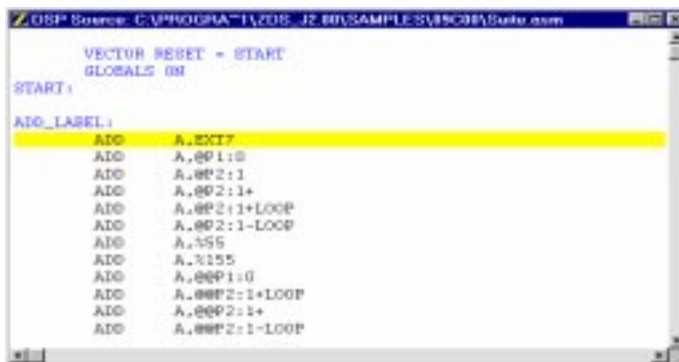 DSP Source: C:\PROGRA~1\ZDS_J2.00\SAMPLES\89C00\Suite.asm
VECTOR RESET = START
GLOBALS ON
START:
ADD_LABEL:
ADD A,EXT7
ADD A,@P1:0
ADD A,@P2:1
ADD A,@P2:1+
ADD A,@P2:1+LOOP
ADD A,@P2:1-LOOP
ADD A,%55
ADD A,%155
ADD A,@@P1:0
ADD A,@@P2:1+LOOP
ADD A,@@P2:1+
ADD A,@@P2:1-LOOP